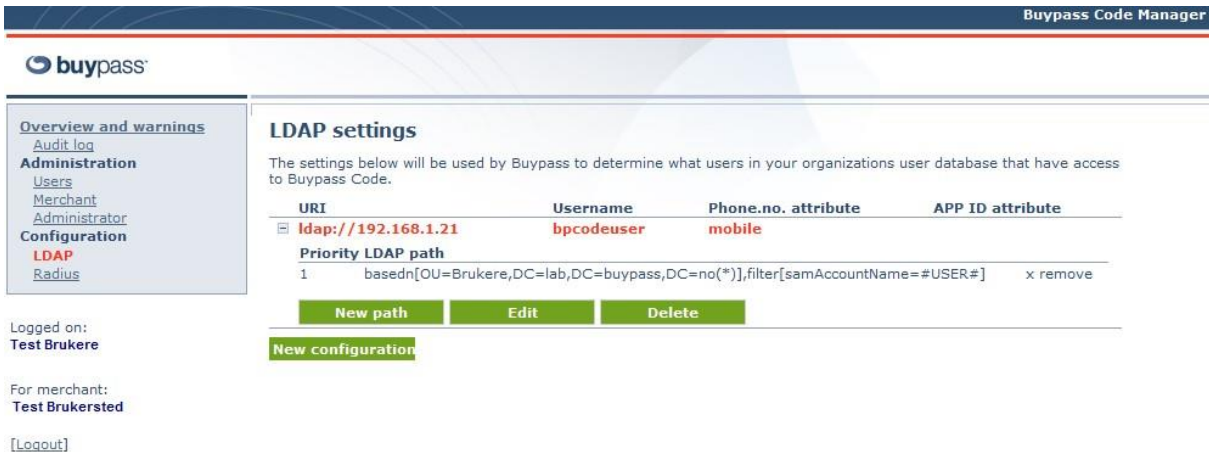 Buypass Code Manager
buypass
Overview and warnings
Audit log
Administration
Users
Merchant
Administrator
Configuration
LDAP
Radius
Logged on:
Test Brukere
For merchant:
Test Brukersted
[Logout]
LDAP settings
The settings below will be used by Buypass to determine what users in your organizations user database that have access
to Buypass Code.
URI Username Phone.no. attribute APP ID attribute
ldap://192.168.1.21 bpcodeuser mobile
Priority LDAP path
1 basedn[OU=Brukere,DC=lab,DC=buypass,DC=no(*)],filter[samAccountName=#USER#] x remove
New path Edit Delete
New configuration